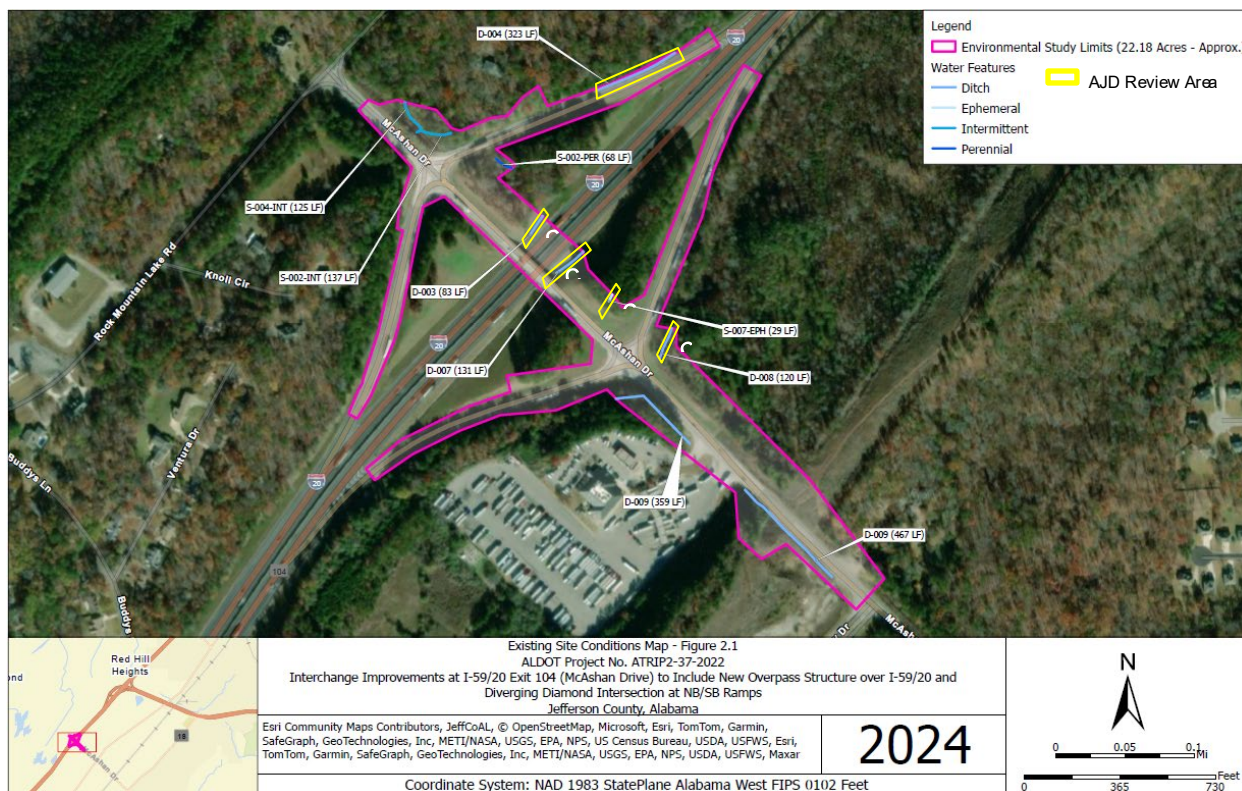 D-004 (323 LF)
20
McAshan Dr
S-002-PER (68 LF)
20
S-004-INT (125 LF)
Rock Mountain Lake Rd
Knoll Cir
S-002-INT (137 LF)
D-003 (83 LF)
S-007-EPH (29 LF)
20
McAshan Dr
D-007 (131 LF)
D-008 (120 LF)
Ventura Dr
Buddys Ln
20
D-009 (359 LF)
D-009 (467 LF)
104
Buddys
Dr
McAsh
Legend
Environmental Study Limits (22.18 Acres - Approx.)
Water Features
AJD Review Area
Ditch
Ephemeral
Intermittent
Perennial
Red Hill
Heights
ond
18
McAshan Dr
Existing Site Conditions Map - Figure 2.1
ALDOT Project No. ATRIP2-37-2022
Interchange Improvements at I-59/20 Exit 104 (McAshan Drive) to Include New Overpass Structure over I-59/20 and
Diverging Diamond Intersection at NB/SB Ramps
Jefferson County, Alabama
Esri Community Maps Contributors, JeffCoAL, © OpenStreetMap, Microsoft, Esri, TomTom, Garmin,
SafeGraph, GeoTechnologies, Inc, METI/NASA, USGS, EPA, NPS, US Census Bureau, USDA, USFWS, Esri,
TomTom, Garmin, SafeGraph, GeoTechnologies, Inc, METI/NASA, USGS, EPA, NPS, USDA, USFWS, Maxar
2024
Coordinate System: NAD 1983 StatePlane Alabama West FIPS 0102 Feet
N
0 0.05 0.1
Mi
Feet
0 365 730